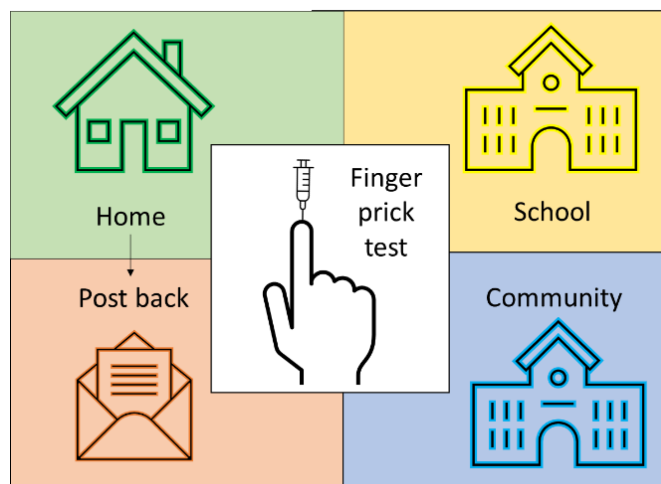 Home
Post back
Finger
prick
test
School
Community